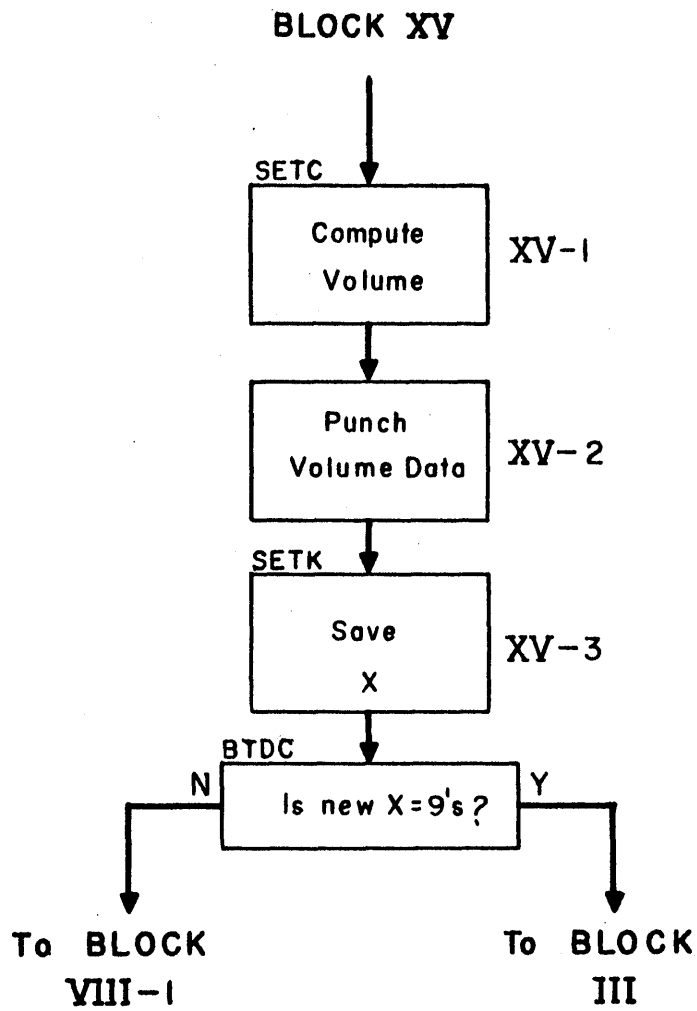 BLOCK XV
SETC
Compute
Volume
XV-1
Punch
Volume Data
XV-2
SETK
Save
X
XV-3
BTDC
N
Is new X=9's?
Y
To BLOCK
VIII-1
To BLOCK
III